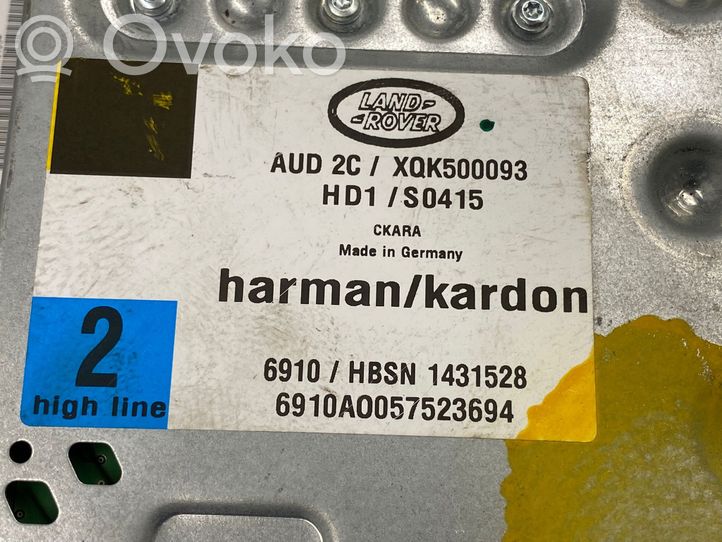 Ovoko
LAND-
-ROVER
AUD 2C / XQK500093
HD1 / S0415
CKARA
Made in Germany
harman/kardon
2
high line
6910 / HBSN 1431528
6910AO057523694